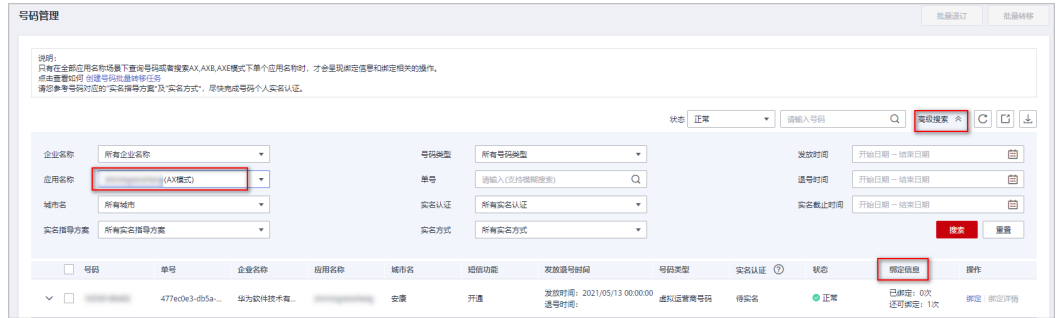 号码管理
批量退订 批量转移
说明:
只有在全部应用名称场景下查询号码或者搜索AX,AXB,AXE模式下单个应用名称时，才会呈现绑定信息和绑定相关的操作。
点击查看如何 创建号码批量转移任务
请您参考号码对应的"实名指导方案"及"实名方式"，尽快完成号码个人实名认证。
状态 正常 请输入号码 高级搜索
企业名称 所有企业名称 号码类型 所有号码类型 发放时间 开始日期 – 结束日期
应用名称 (AX模式) 单号 请输入(支持模糊搜索) 退号时间 开始日期 – 结束日期
城市名 所有城市 实名认证 所有实名认证 实名截止时间 开始日期 – 结束日期
实名指导方案 所有实名指导方案 实名方式 所有实名方式 搜索 重置
号码 单号 企业名称 应用名称 城市名 短信功能 发放退号时间 号码类型 实名认证 状态 绑定信息 操作
477ec0e3-db5a-... 华为软件技术有... 安康 开通 发放时间：2021/05/13 00:00:00 虚拟运营商号码 待实名 正常 已绑定：0次 绑定 绑定详情
退号时间： 还可绑定：1次